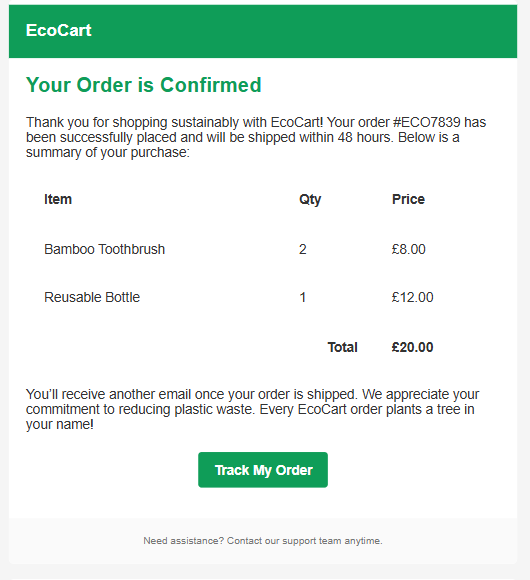 EcoCart
Your Order is Confirmed
Thank you for shopping sustainably with EcoCart! Your order #ECO7839 has
been successfully placed and will be shipped within 48 hours. Below is a
summary of your purchase:
Item Qty Price
Bamboo Toothbrush 2 £8.00
Reusable Bottle 1 £12.00
Total £20.00
You’ll receive another email once your order is shipped. We appreciate your
commitment to reducing plastic waste. Every EcoCart order plants a tree in
your name!
Track My Order
Need assistance? Contact our support team anytime.